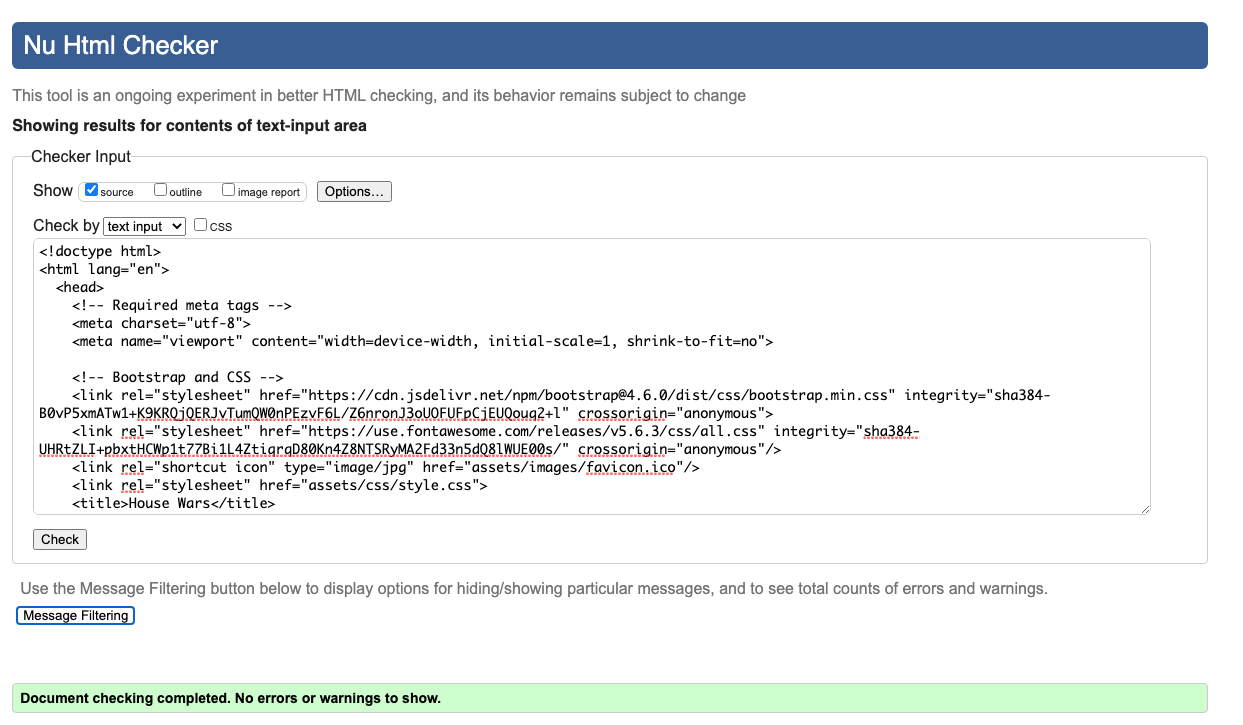 Nu Html Checker
This tool is an ongoing experiment in better HTML checking, and its behavior remains subject to change
Showing results for contents of text-input area
Checker Input
Show source outline image report Options...
Check by text input css
<!doctype html>
<html lang="en">
<head>
<!-- Required meta tags -->
<meta charset="utf-8">
<meta name="viewport" content="width=device-width, initial-scale=1, shrink-to-fit=no">
<!-- Bootstrap and CSS -->
<link rel="stylesheet" href="https://cdn.jsdelivr.net/npm/bootstrap@4.6.0/dist/css/bootstrap.min.css" integrity="sha384-
B0vP5xmATw1+K9KRQjQERJvTumQW0nPEzvF6L/Z6nronJ3oUOFUFpCjEUQouq2+l" crossorigin="anonymous">
<link rel="stylesheet" href="https://use.fontawesome.com/releases/v5.6.3/css/all.css" integrity="sha384-
UHRtZLI+pbxtHCWp1t77Bi1L4ZtiqrqD80Kn4Z8NTSRyMA2Fd33n5dQ8lWUE00s/" crossorigin="anonymous"/>
<link rel="shortcut icon" type="image/jpg" href="assets/images/favicon.ico"/>
<link rel="stylesheet" href="assets/css/style.css">
<title>House Wars</title>
Check
Use the Message Filtering button below to display options for hiding/showing particular messages, and to see total counts of errors and warnings.
Message Filtering
Document checking completed. No errors or warnings to show.